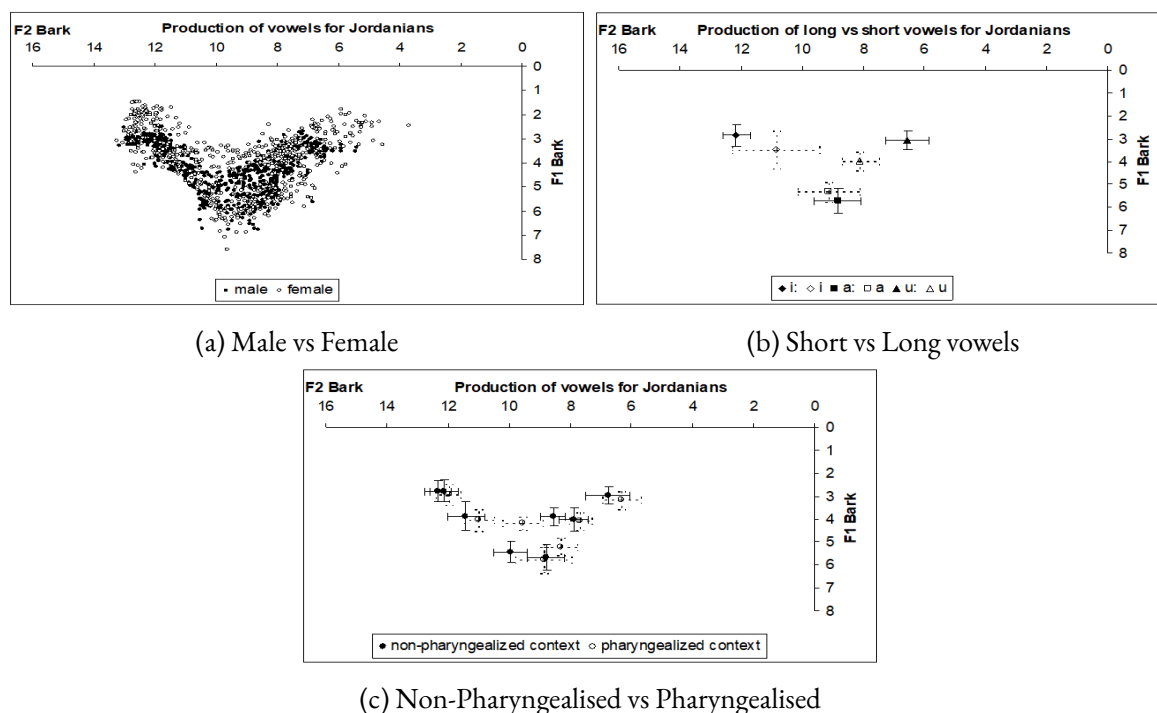 F2 Bark Production of vowels for Jordanians
16 14 12 10 8 6 4 2 0
0
1
2
3
4
5
6
7
8
F1 Bark
male female
(a) Male vs Female
F2 Bark Production of long vs short vowels for Jordanians
16 14 12 10 8 6 4 2 0
0
1
2
3
4
5
6
7
8
F1 Bark
i: i a: a u: u
(b) Short vs Long vowels
F2 Bark Production of vowels for Jordanians
16 14 12 10 8 6 4 2 0
0
1
2
3
4
5
6
7
8
F1 Bark
non-pharyngealized context pharyngealized context
(c) Non-Pharyngealised vs Pharyngealised